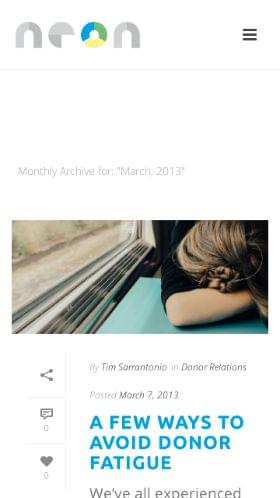 neon
Monthly Archive for: "March, 2013"
By Tim Sarrantonio in Donor Relations
Posted March 7, 2013
0
0
A FEW WAYS TO
AVOID DONOR
FATIGUE
We've all experienced